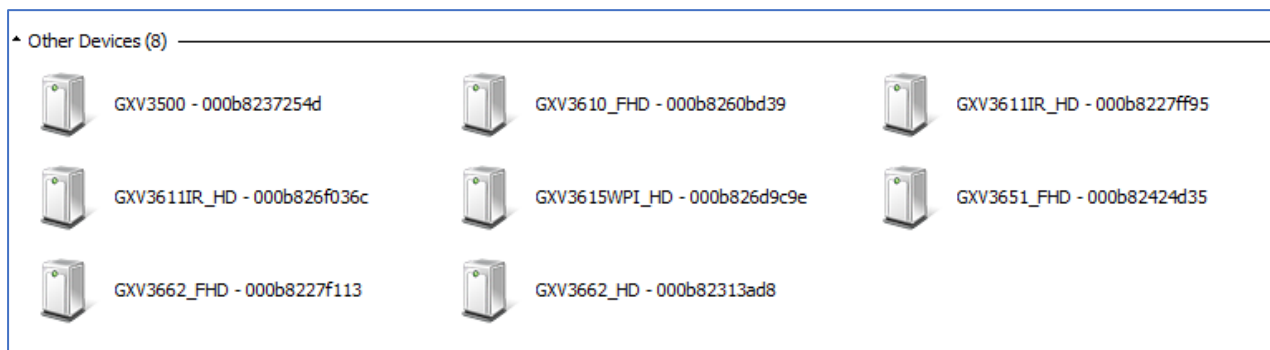 Other Devices (8)
GXV3500 - 000b8237254d
GXV3610_FHD - 000b8260bd39
GXV3611IR_HD - 000b8227ff95
GXV3611IR_HD - 000b826f036c
GXV3615WPI_HD - 000b826d9c9e
GXV3651_FHD - 000b82424d35
GXV3662_FHD - 000b8227f113
GXV3662_HD - 000b82313ad8